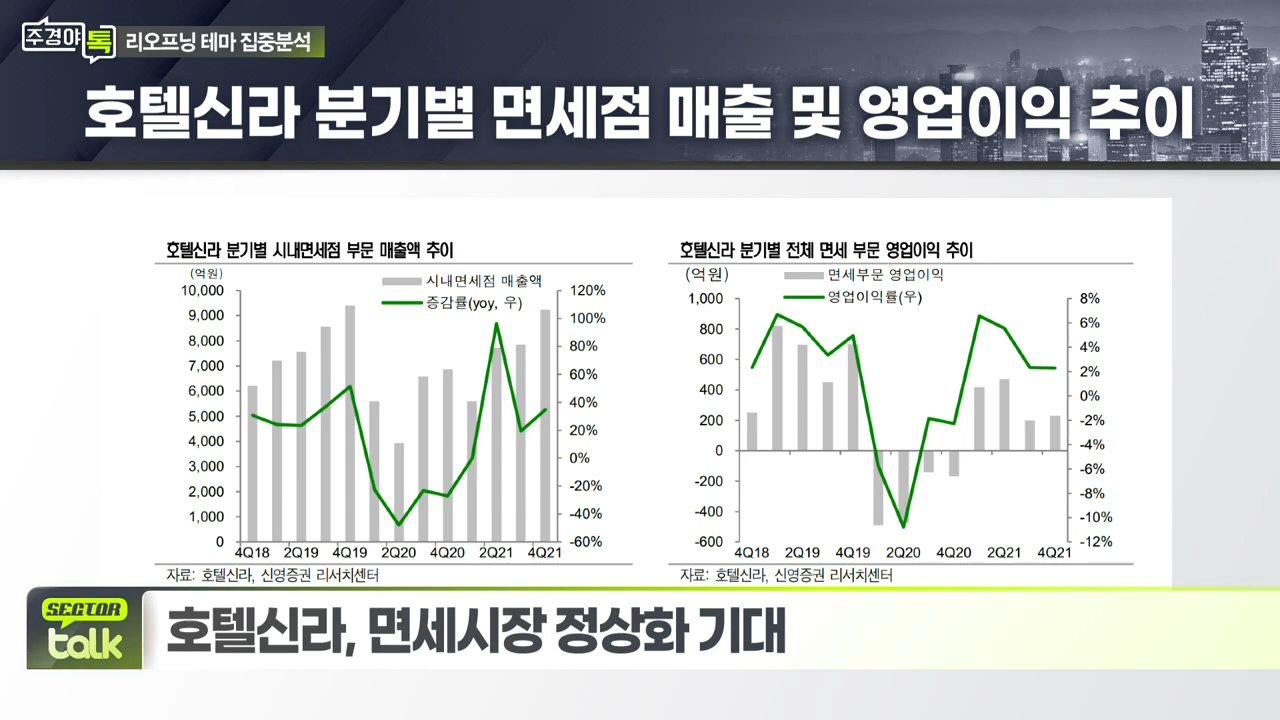 주경야톡
리오프닝 테마 집중분석
호텔신라 분기별 면세점 매출 및 영업이익 추이
호텔신라 분기별 시내면세점 부문 매출액 추이
(억원)
시내면세점 매출액
증감률(yoy, 우)
10,000
9,000
8,000
7,000
6,000
5,000
4,000
3,000
2,000
1,000
0
120%
100%
80%
60%
40%
20%
0%
-20%
-40%
-60%
4Q18 2Q19 4Q19 2Q20 4Q20 2Q21 4Q21
자료: 호텔신라, 신영증권 리서치센터
호텔신라 분기별 전체 면세 부문 영업이익 추이
(억원)
면세부문 영업이익
영업이익률(우)
1,000
800
600
400
200
0
-200
-400
-600
8%
6%
4%
2%
0%
-2%
-4%
-6%
-8%
-10%
-12%
4Q18 2Q19 4Q19 2Q20 4Q20 2Q21 4Q21
자료: 호텔신라, 신영증권 리서치센터
SECTOR
talk
호텔신라, 면세시장 정상화 기대